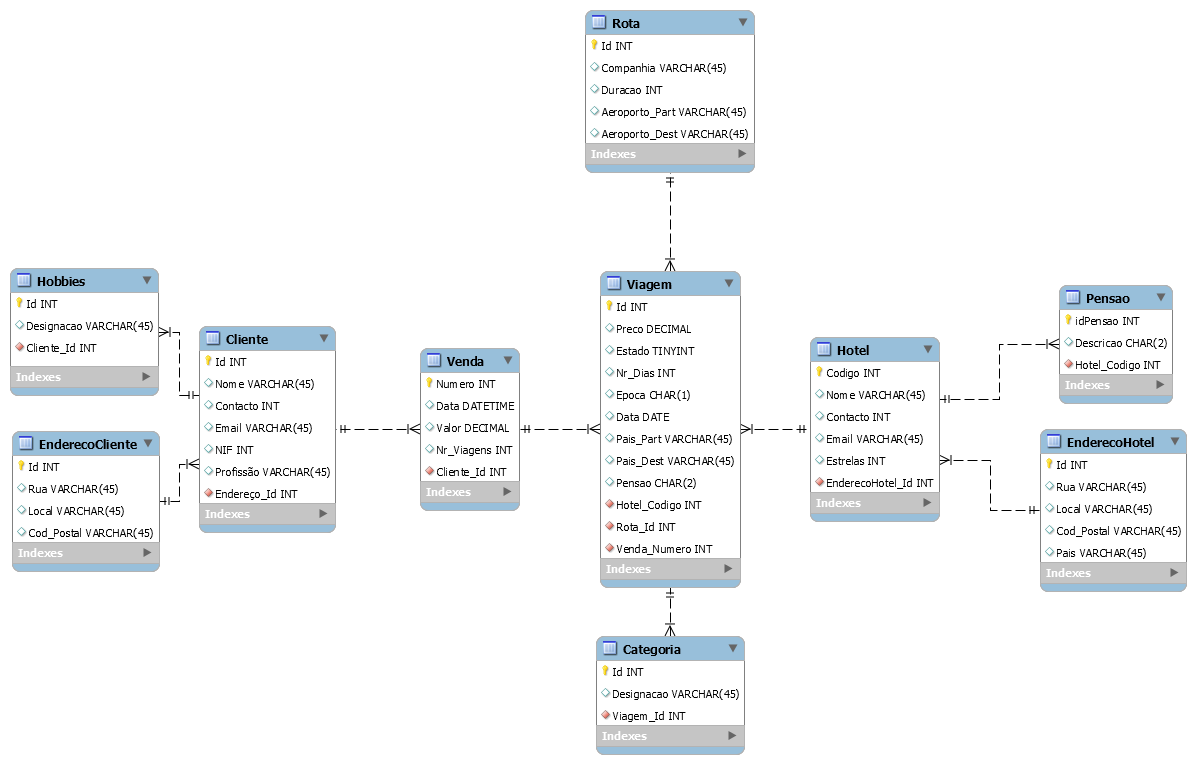 Rota
Id INT
Companhia VARCHAR(45)
Duracao INT
Aeroporto_Part VARCHAR(45)
Aeroporto_Dest VARCHAR(45)
Indexes
Hobbies
Id INT
Designacao VARCHAR(45)
Cliente_Id INT
Indexes
EnderecoCliente
Id INT
Rua VARCHAR(45)
Local VARCHAR(45)
Cod_Postal VARCHAR(45)
Indexes
Cliente
Id INT
Nome VARCHAR(45)
Contacto INT
Email VARCHAR(45)
NIF INT
Profissão VARCHAR(45)
Endereço_Id INT
Indexes
Venda
Numero INT
Data DATETIME
Valor DECIMAL
Nr_Viagens INT
Cliente_Id INT
Indexes
Viagem
Id INT
Preco DECIMAL
Estado TINYINT
Nr_Dias INT
Epoca CHAR(1)
Data DATE
Pais_Part VARCHAR(45)
Pais_Dest VARCHAR(45)
Pensao CHAR(2)
Hotel_Codigo INT
Rota_Id INT
Venda_Numero INT
Indexes
Categoria
Id INT
Designacao VARCHAR(45)
Viagem_Id INT
Indexes
Hotel
Codigo INT
Nome VARCHAR(45)
Contacto INT
Email VARCHAR(45)
Estrelas INT
EnderecoHotel_Id INT
Indexes
Pensao
idPensao INT
Descricao CHAR(2)
Hotel_Codigo INT
Indexes
EnderecoHotel
Id INT
Rua VARCHAR(45)
Local VARCHAR(45)
Cod_Postal VARCHAR(45)
Pais VARCHAR(45)
Indexes